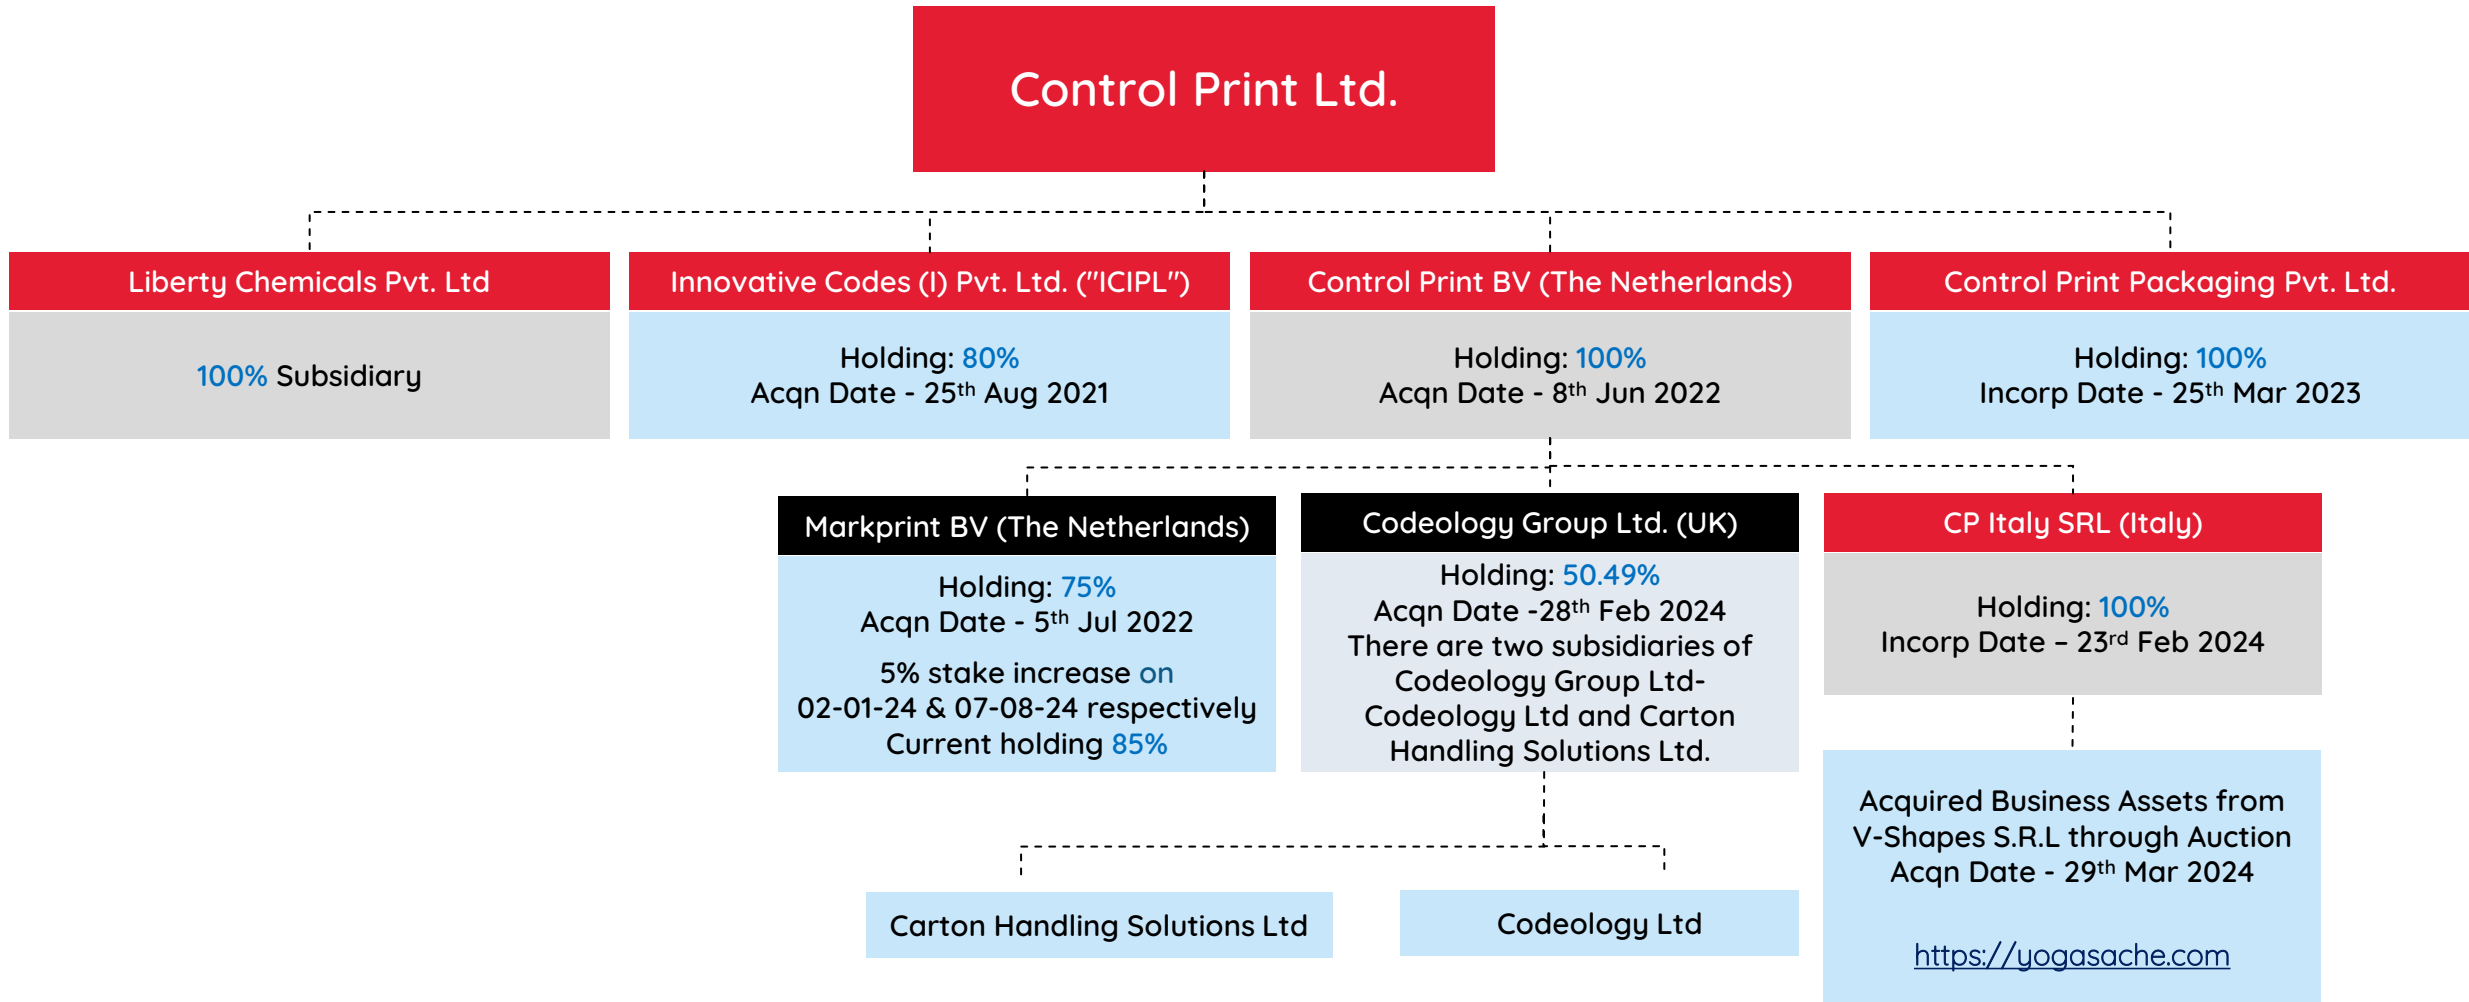 Control Print Ltd.
Liberty Chemicals Pvt. Ltd
100% Subsidiary
Innovative Codes (I) Pvt. Ltd. ("ICIPL")
Holding: 80%
Acqn Date - 25th Aug 2021
Control Print BV (The Netherlands)
Holding: 100%
Acqn Date - 8th Jun 2022
Control Print Packaging Pvt. Ltd.
Holding: 100%
Incorp Date - 25th Mar 2023
Markprint BV (The Netherlands)
Holding: 75%
Acqn Date - 5th Jul 2022
5% stake increase on
02-01-24 & 07-08-24 respectively
Current holding 85%
Codeology Group Ltd. (UK)
Holding: 50.49%
Acqn Date -28th Feb 2024
There are two subsidiaries of
Codeology Group Ltd-
Codeology Ltd and Carton
Handling Solutions Ltd.
CP Italy SRL (Italy)
Holding: 100%
Incorp Date – 23rd Feb 2024
Carton Handling Solutions Ltd
Codeology Ltd
Acquired Business Assets from
V-Shapes S.R.L through Auction
Acqn Date - 29th Mar 2024
https://yogasache.com